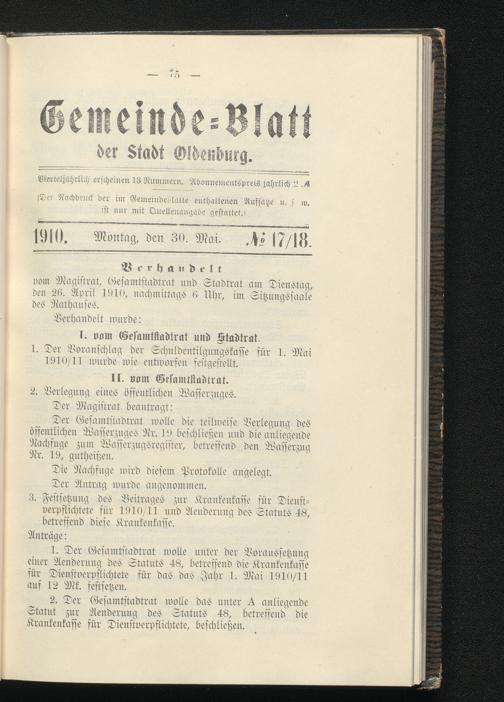 — 75 —
Gemeinde=Blatt
der Stadt Oldenburg.
Vierteljährlich erscheinen 13 Nummern. Abonnementspreis jährlich 2 ℳ
(Der Nachdruck der im Gemeindeblatte enthaltenen Aufsätze u. s w.
ist nur mit Quellenangabe gestattet.)
1910. Montag, den 30. Mai. № 17/18.
Verhandelt
vom Magistrat, Gesamtstadtrat und Stadtrat am Dienstag,
den 26. April 1910, nachmittags 6 Uhr, im Sitzungssaale
des Rathauses.
Verhandelt wurde:
I. vom Gesamtstadtrat und Stadtrat.
1. Der Voranschlag der Schuldentilgungskasse für 1. Mai
1910/11 wurde wie entworfen festgestellt.
II. vom Gesamtstadtrat.
2. Verlegung eines öffentlichen Wasserzuges.
Der Magistrat beantragt:
Der Gesamtstadtrat wolle die teilweise Verlegung des
öffentlichen Wasserzuges Nr. 19 beschließen und die anliegende
Nachfuge zum Wasserzugsregister, betreffend den Wasserzug
Nr. 19, gutheißen.
Die Nachfuge wird diesem Protokolle angelegt.
Der Antrag wurde angenommen.
3. Festsetzung des Beitrages zur Krankenkasse für Dienst=
verpflichtete für 1910/11 und Aenderung des Statuts 48,
betreffend diese Krankenkasse.
Anträge:
1. Der Gesamtstadtrat wolle unter der Voraussetzung
einer Aenderung des Statuts 48, betreffend die Krankenkasse
für Dienstverpflichtete für das das Jahr 1. Mai 1910/11
auf 12 Mk. festsetzen.
2. Der Gesamtstadtrat wolle das unter A anliegende
Statut zur Aenderung des Statuts 48, betreffend die
Krankenkasse für Dienstverpflichtete, beschließen.